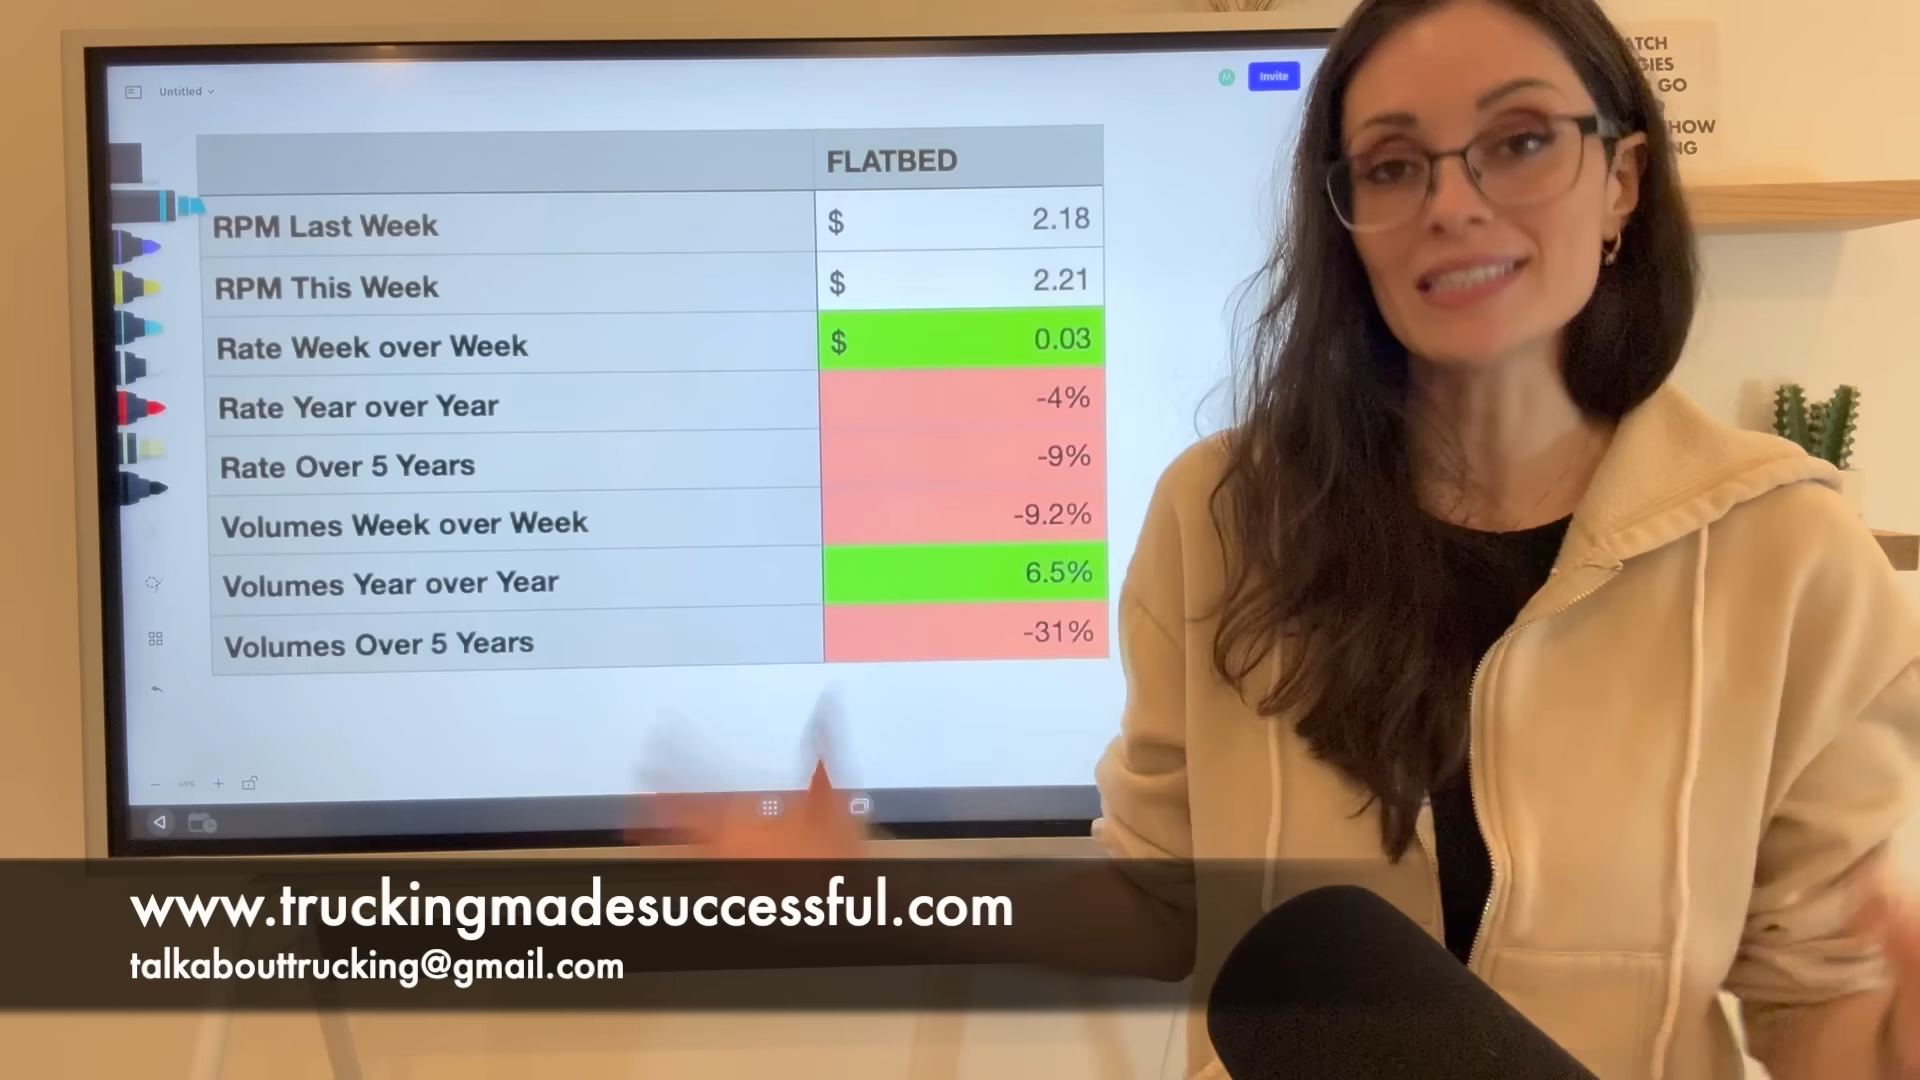 Untitled
M
Invite
FLATBED
RPM Last Week $ 2.18
RPM This Week $ 2.21
Rate Week over Week $ 0.03
Rate Year over Year -4%
Rate Over 5 Years -9%
Volumes Week over Week -9.2%
Volumes Year over Year 6.5%
Volumes Over 5 Years -31%
GO
www.truckingmadesuccessful.com
talkabouttrucking@gmail.com